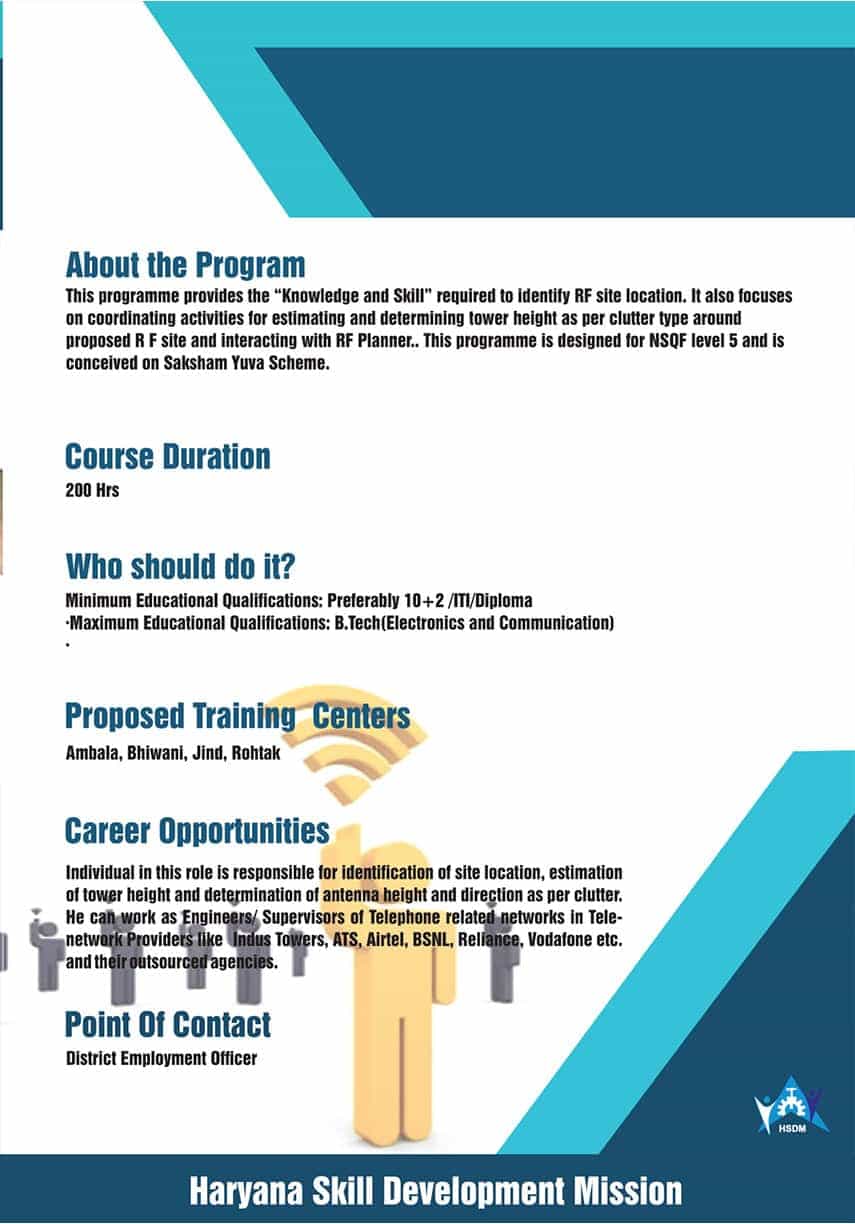 About the Program
This programme provides the “Knowledge and Skill” required to identify RF site location. It also focuses
on coordinating activities for estimating and determining tower height as per clutter type around
proposed R F site and interacting with RF Planner.. This programme is designed for NSQF level 5 and is
conceived on Saksham Yuva Scheme.
Course Duration
200 Hrs
Who should do it?
Minimum Educational Qualifications: Preferably 10+2 /ITI/Diploma
·Maximum Educational Qualifications: B.Tech(Electronics and Communication)
·
Proposed Training Centers
Ambala, Bhiwani, Jind, Rohtak
Career Opportunities
Individual in this role is responsible for identification of site location, estimation
of tower height and determination of antenna height and direction as per clutter.
He can work as Engineers/ Supervisors of Telephone related networks in Tele-
network Providers like Indus Towers, ATS, Airtel, BSNL, Reliance, Vodafone etc.
and their outsourced agencies.
Point Of Contact
District Employment Officer
HSDM
Haryana Skill Development Mission